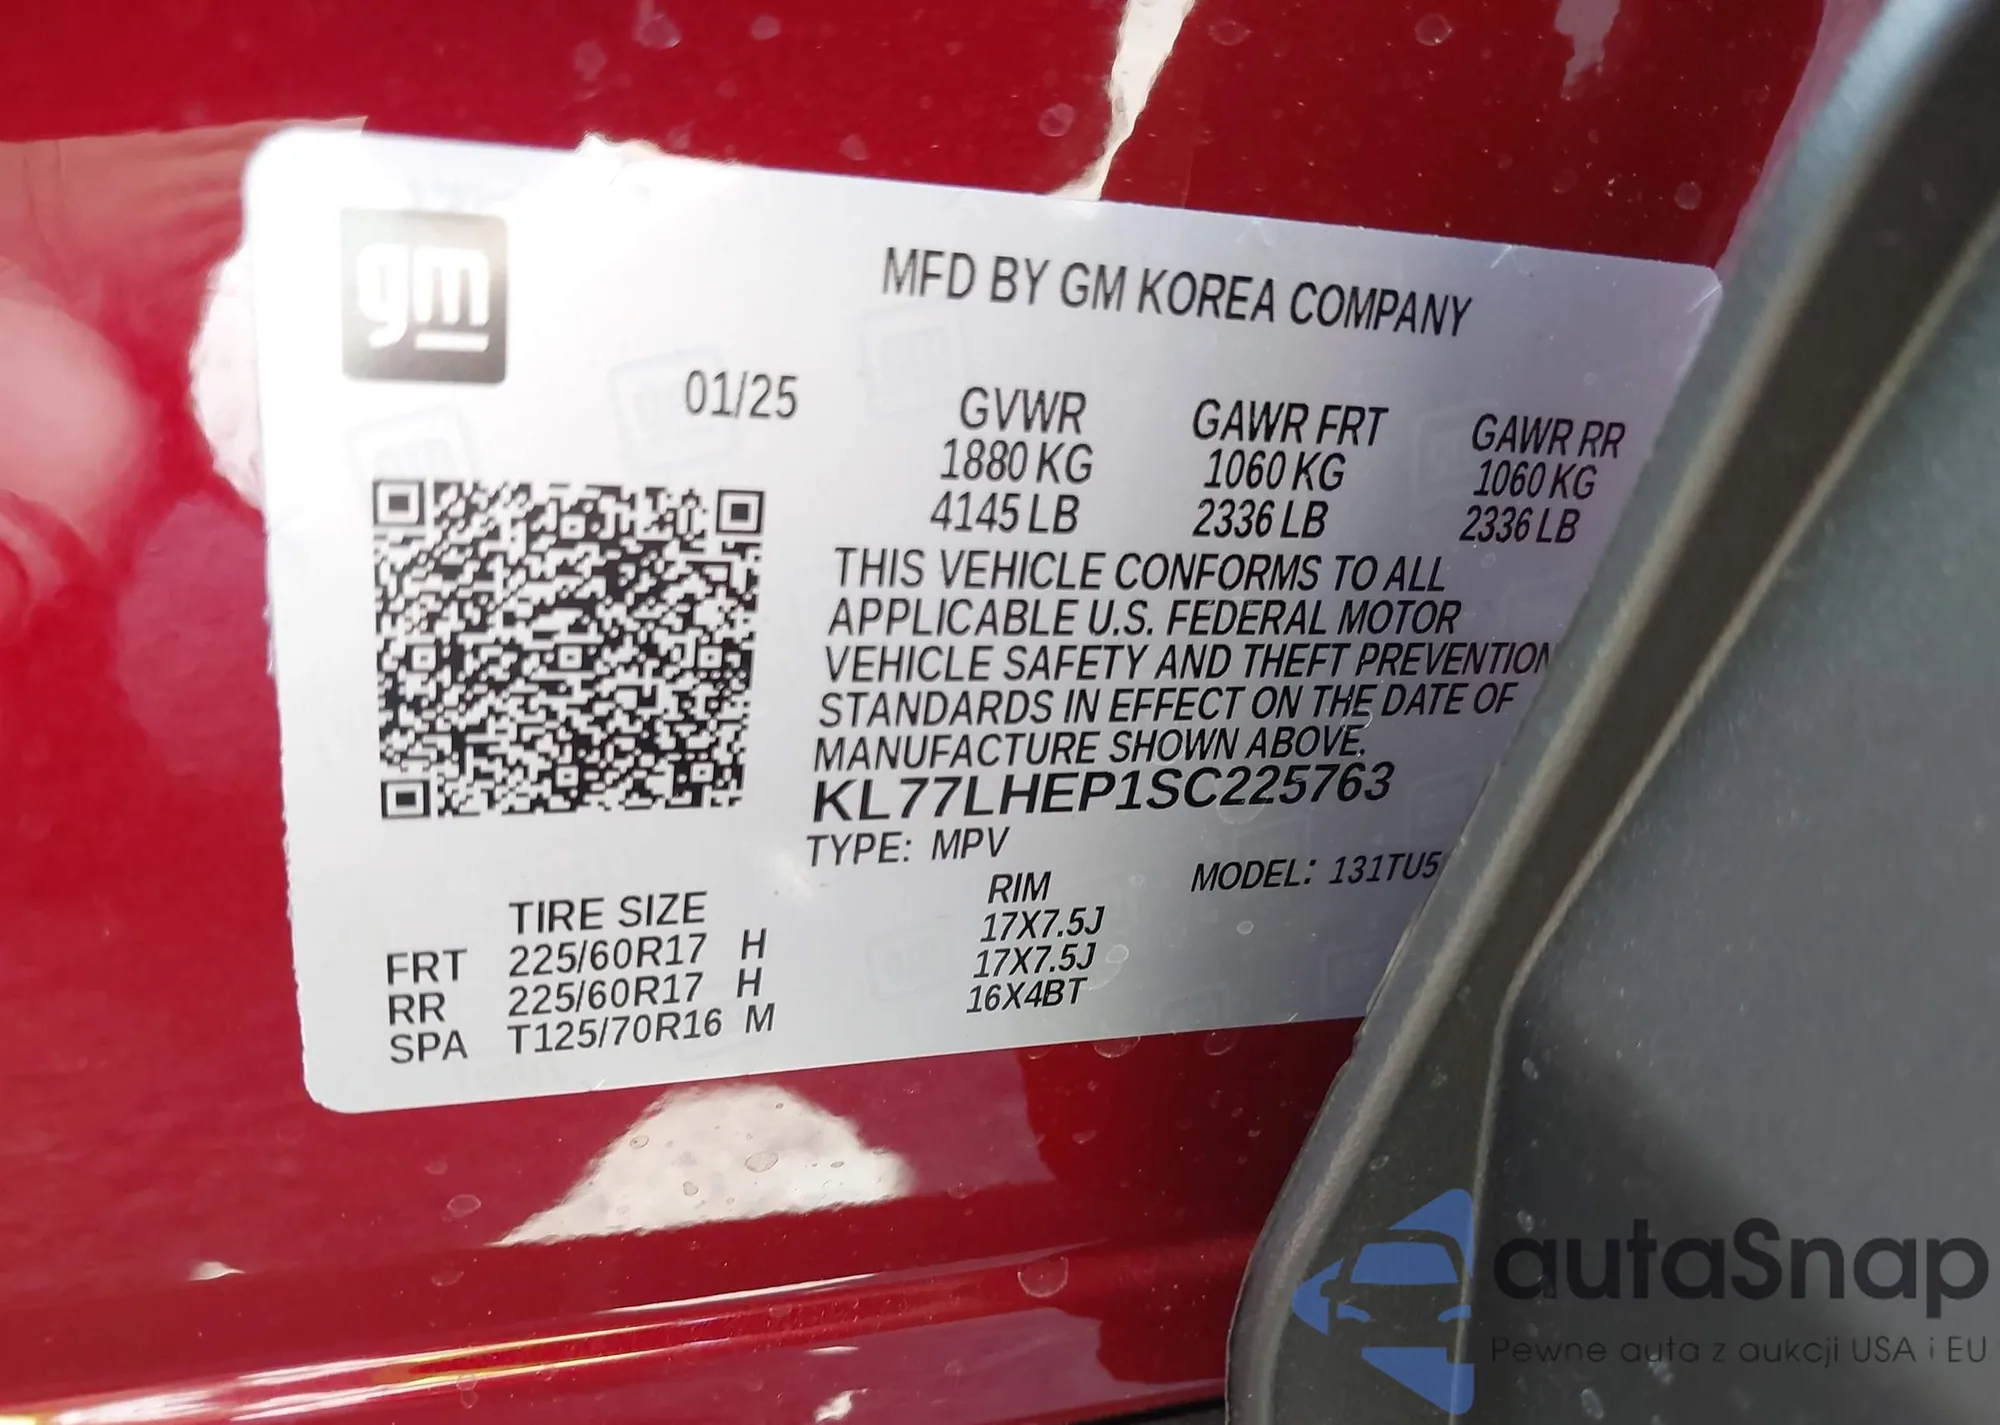 gm
MFD BY GM KOREA COMPANY
01/25
GVWR GAWR FRT GAWR RR
1880 KG 1060 KG 1060 KG
4145 LB 2336 LB 2336 LB
THIS VEHICLE CONFORMS TO ALL
APPLICABLE U.S. FEDERAL MOTOR
VEHICLE SAFETY AND THEFT PREVENTION
STANDARDS IN EFFECT ON THE DATE OF
MANUFACTURE SHOWN ABOVE.
KL77LHEP1SC225763
TYPE: MPV MODEL: 131TU5
TIRE SIZE RIM
FRT 225/60R17 H 17X7.5J
RR 225/60R17 H 17X7.5J
SPA T125/70R16 M 16X4BT
autaSnap
Pewne auta z aukcji USA i EU